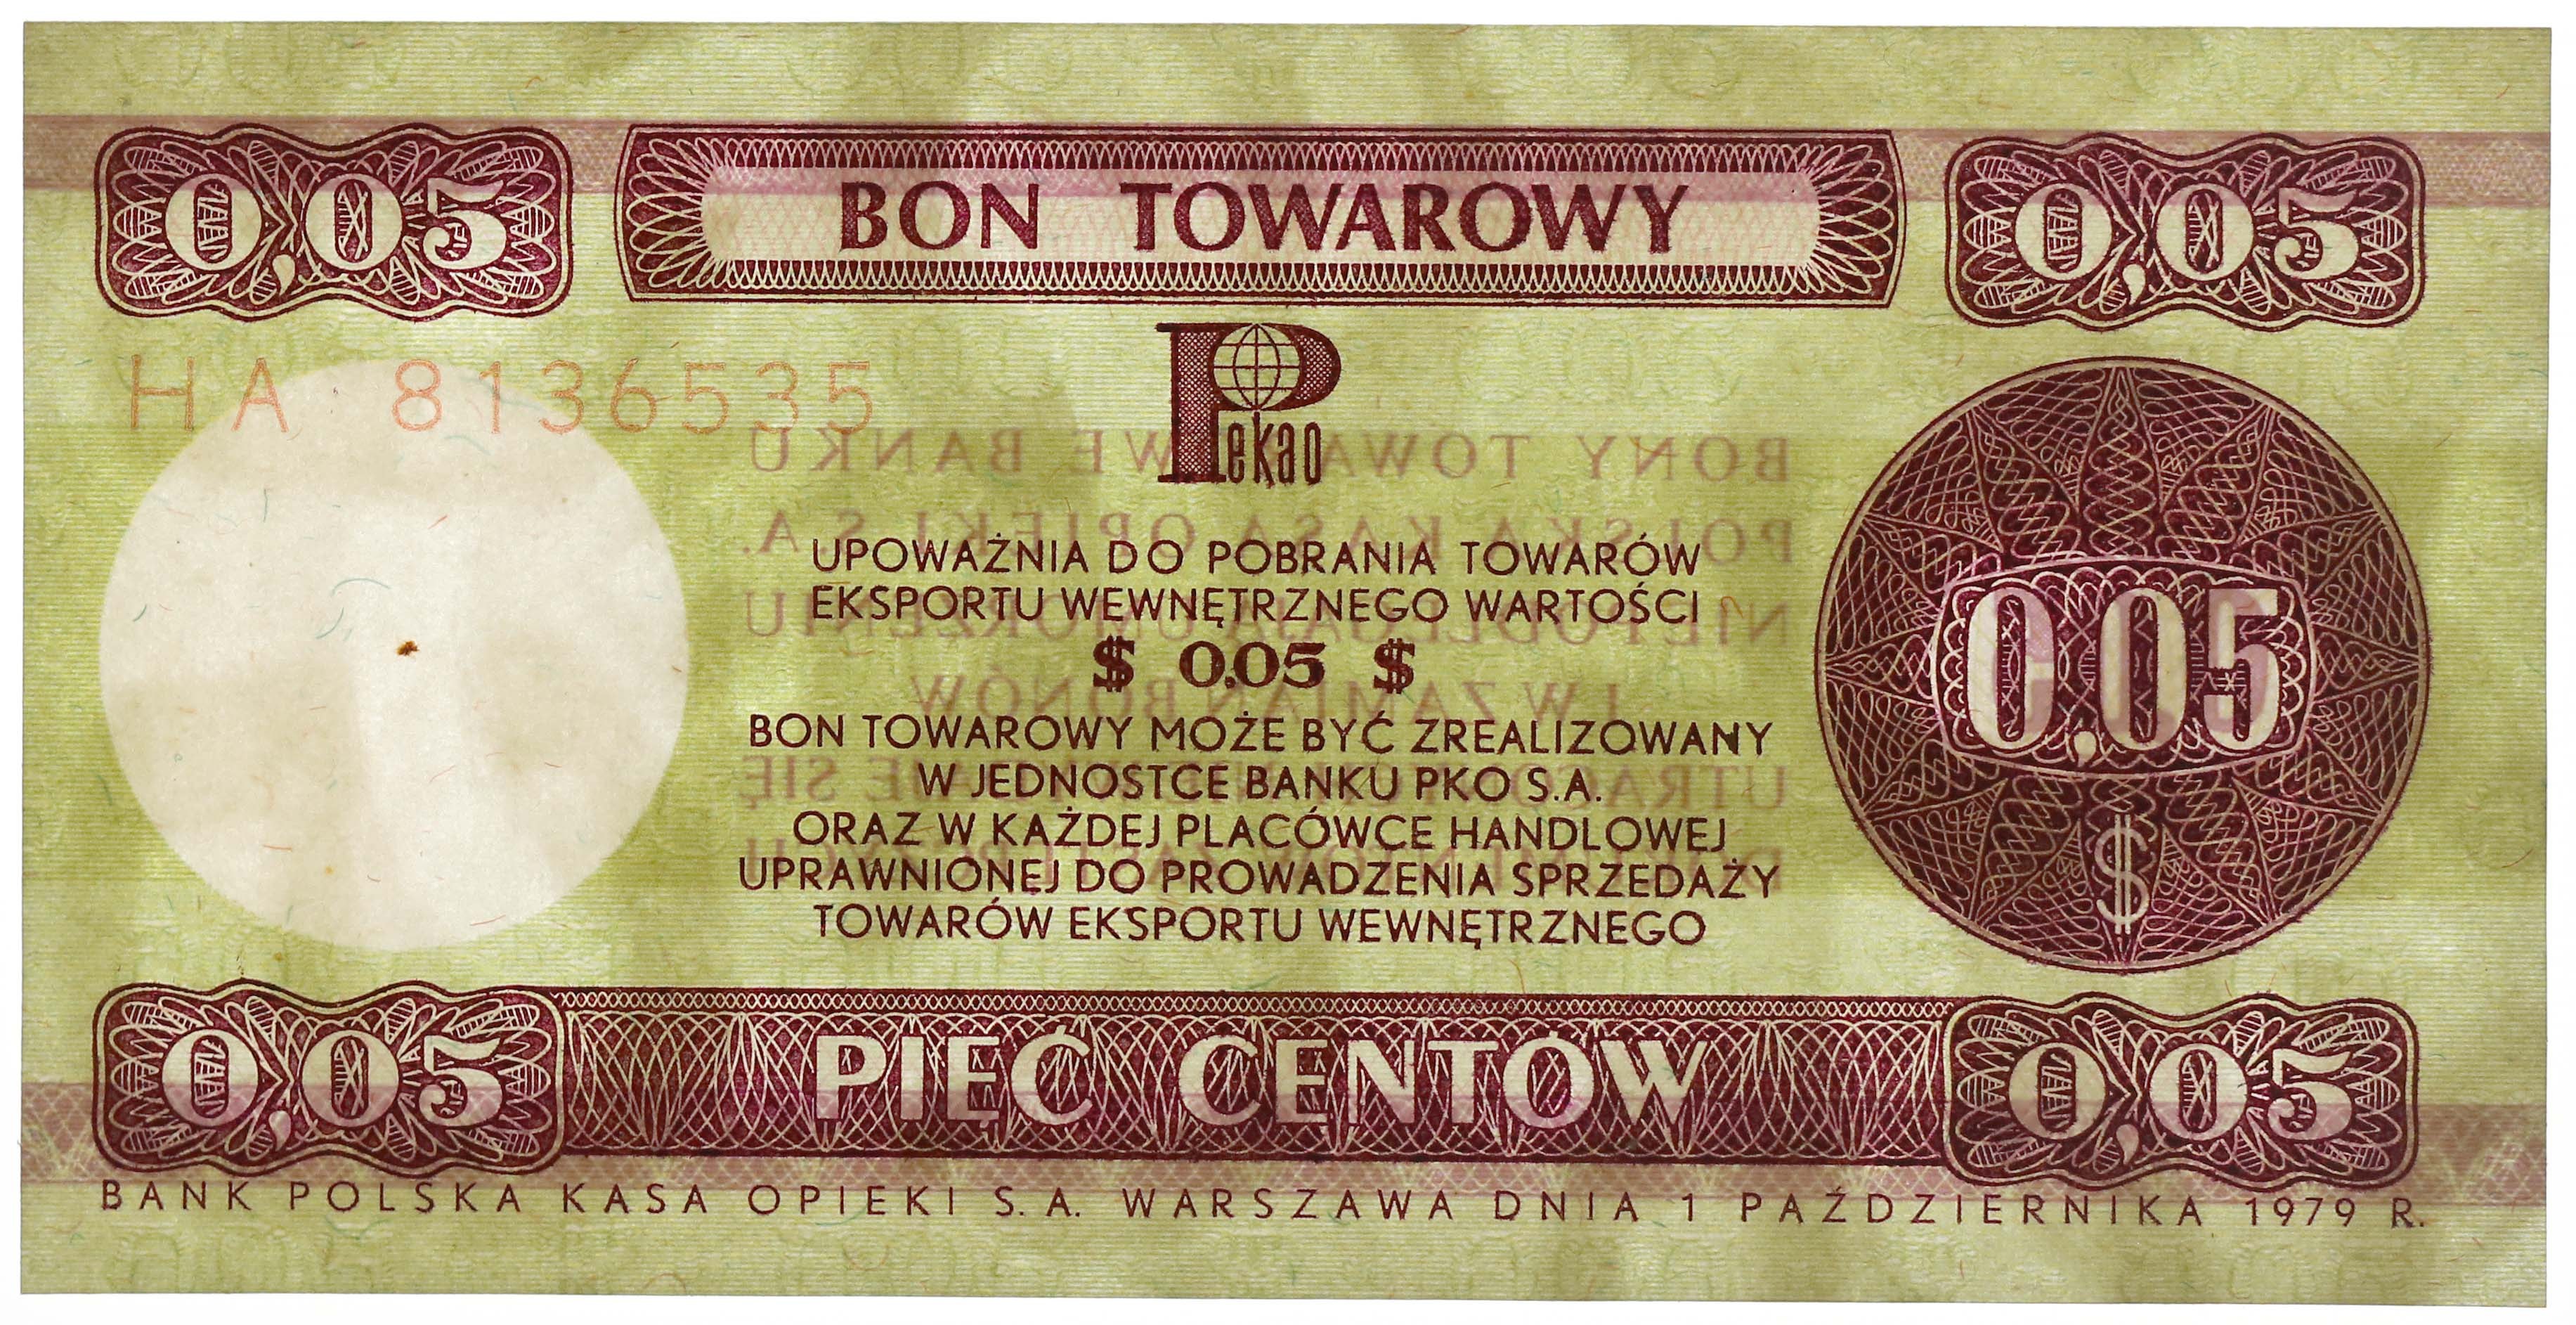 0,05 BON TOWAROWY 0,05
HA 8136535
Pekao
UPOWAŻNIA DO POBRANIA TOWARÓW
EKSPORTU WEWNĘTRZNEGO WARTOŚCI
$ 0.05 $
0,05
$
BON TOWAROWY MOŻE BYĆ ZREALIZOWANY
W JEDNOSTCE BANKU PKO S.A.
ORAZ W KAŻDEJ PLACÓWCE HANDLOWEJ
UPRAWNIONEJ DO PROWADZENIA SPRZEDAŻY
TOWARÓW EKSPORTU WEWNĘTRZNEGO
0,05 PIĘĆ CENTÓW 0,05
BANK POLSKA KASA OPIEKI S.A. WARSZAWA DNIA 1 PAŹDZIERNIKA 1979 R.